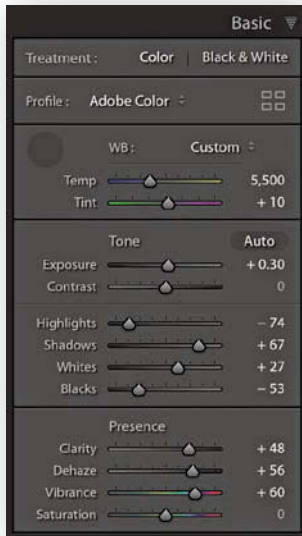 Basic
Treatment : Color | Black & White
Profile : Adobe Color
WB : Custom
Temp 5,500
Tint + 10
Tone Auto
Exposure + 0.30
Contrast 0
Highlights – 74
Shadows + 67
Whites + 27
Blacks – 53
Presence
Clarity + 48
Dehaze + 56
Vibrance + 60
Saturation 0